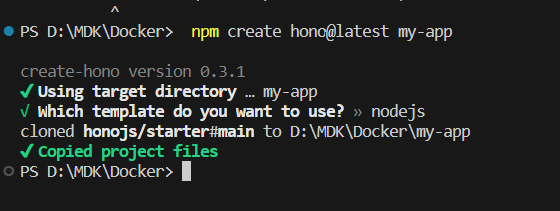 ^
PS D:\MDK\Docker> npm create hono@latest my-app
create-hono version 0.3.1
✔ Using target directory … my-app
√ Which template do you want to use? » nodejs
cloned honojs/starter#main to D:\MDK\Docker\my-app
✔ Copied project files
PS D:\MDK\Docker>